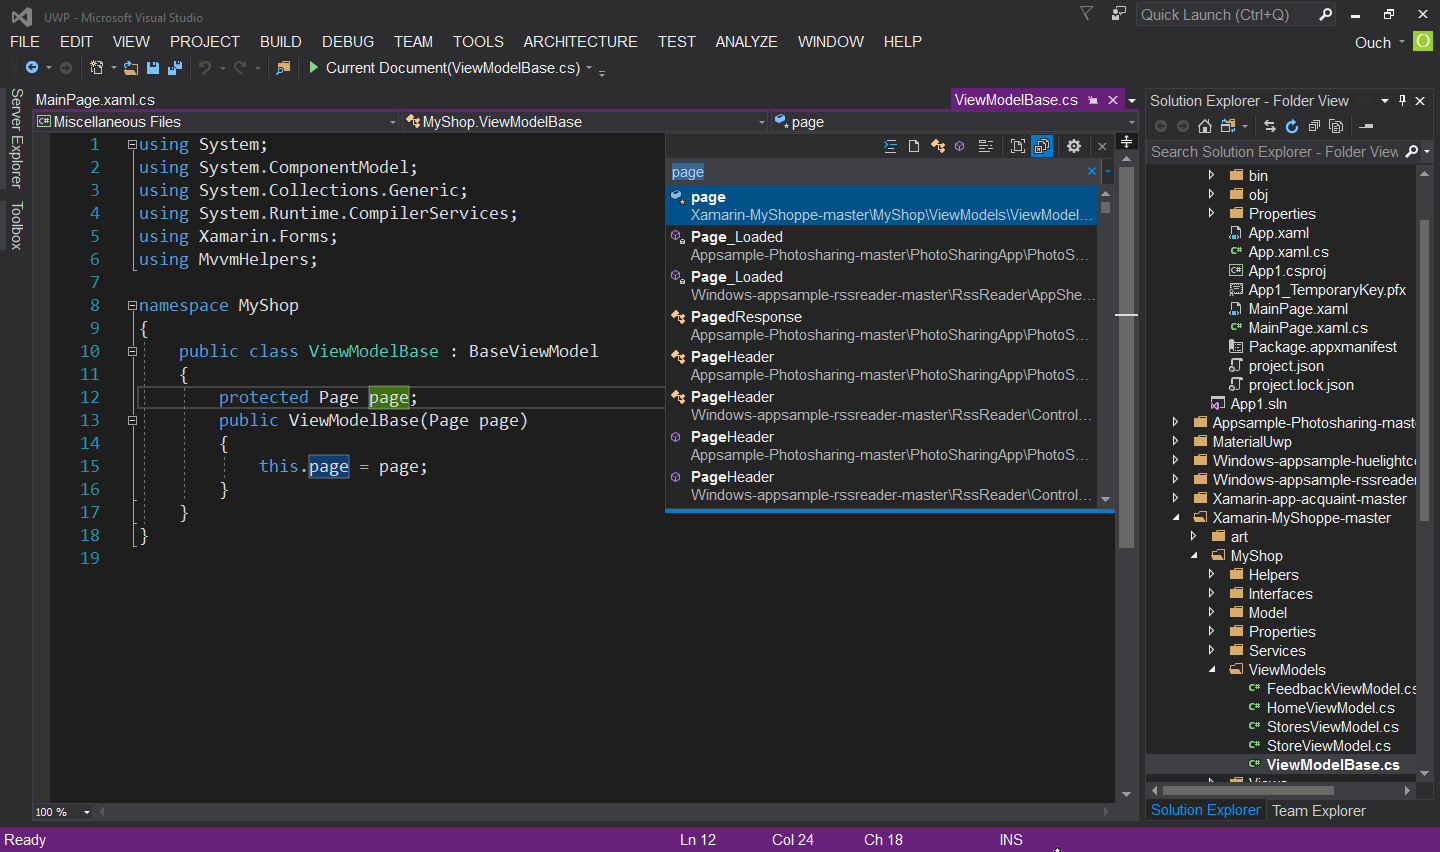 UWP - Microsoft Visual Studio
Quick Launch (Ctrl+Q)
FILE EDIT VIEW PROJECT BUILD DEBUG TEAM TOOLS ARCHITECTURE TEST ANALYZE WINDOW HELP
Ouch O
Current Document(ViewModelBase.cs)
Server Explorer
Toolbox
MainPage.xaml.cs
ViewModelBase.cs
Miscellaneous Files
MyShop.ViewModelBase
page
1 using System;
2 using System.ComponentModel;
3 using System.Collections.Generic;
4 using System.Runtime.CompilerServices;
5 using Xamarin.Forms;
6 using MvvmHelpers;
7
8 namespace MyShop
9 {
10 public class ViewModelBase : BaseViewModel
11 {
12 protected Page page;
13 public ViewModelBase(Page page)
14 {
15 this.page = page;
16 }
17 }
18 }
19
page
page
Xamarin-MyShoppe-master\MyShop\ViewModels\ViewModel...
Page_Loaded
Appsample-Photosharing-master\PhotoSharingApp\PhotoS...
Page_Loaded
Windows-appsample-rssreader-master\RssReader\AppShe...
PagedResponse
Appsample-Photosharing-master\PhotoSharingApp\PhotoS...
PageHeader
Appsample-Photosharing-master\PhotoSharingApp\PhotoS...
PageHeader
Windows-appsample-rssreader-master\RssReader\Control...
PageHeader
Appsample-Photosharing-master\PhotoSharingApp\PhotoS...
PageHeader
Windows-appsample-rssreader-master\RssReader\Control...
100 %
Solution Explorer - Folder View
Search Solution Explorer - Folder View
bin
obj
Properties
App.xaml
C# App.xaml.cs
C# App1.csproj
App1_TemporaryKey.pfx
MainPage.xaml
C# MainPage.xaml.cs
Package.appxmanifest
project.json
project.lock.json
App1.sln
Appsample-Photosharing-mast
MaterialUwp
Windows-appsample-huelightc
Windows-appsample-rssreader
Xamarin-app-acquaint-master
Xamarin-MyShoppe-master
art
MyShop
Helpers
Interfaces
Model
Properties
Services
ViewModels
C# FeedbackViewModel.cs
C# HomeViewModel.cs
C# StoresViewModel.cs
C# StoreViewModel.cs
C# ViewModelBase.cs
Views
Solution Explorer Team Explorer
Ready
Ln 12 Col 24 Ch 18 INS